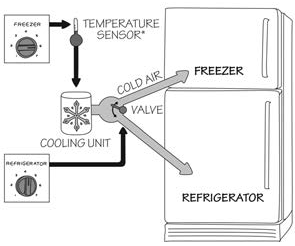 FREEZER
TEMPERATURE
SENSOR*
COLD AIR
FREEZER
VALVE
COOLING UNIT
REFRIGERATOR
REFRIGERATOR